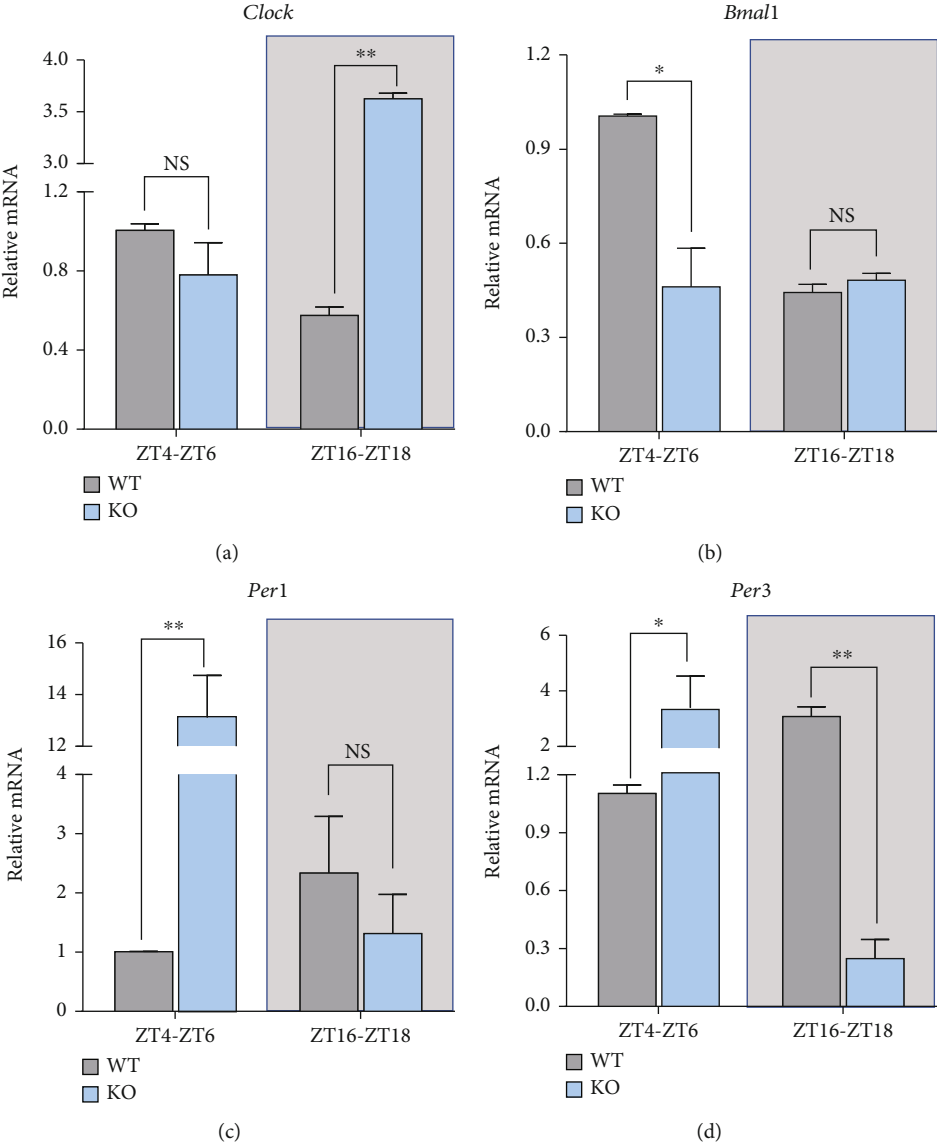 Clock
Relative mRNA
4.0
3.5
3.0
1.2
0.8
0.4
0.0
NS
**
ZT4-ZT6
ZT16-ZT18
WT
KO
(a)
Bmal1
Relative mRNA
1.2
0.9
0.6
0.3
0.0
*
NS
ZT4-ZT6
ZT16-ZT18
WT
KO
(b)
Per1
Relative mRNA
16
14
12
4
3
2
1
0
**
NS
ZT4-ZT6
ZT16-ZT18
WT
KO
(c)
Per3
Relative mRNA
6
4
2
1.2
0.9
0.6
0.3
0.0
*
**
ZT4-ZT6
ZT16-ZT18
WT
KO
(d)